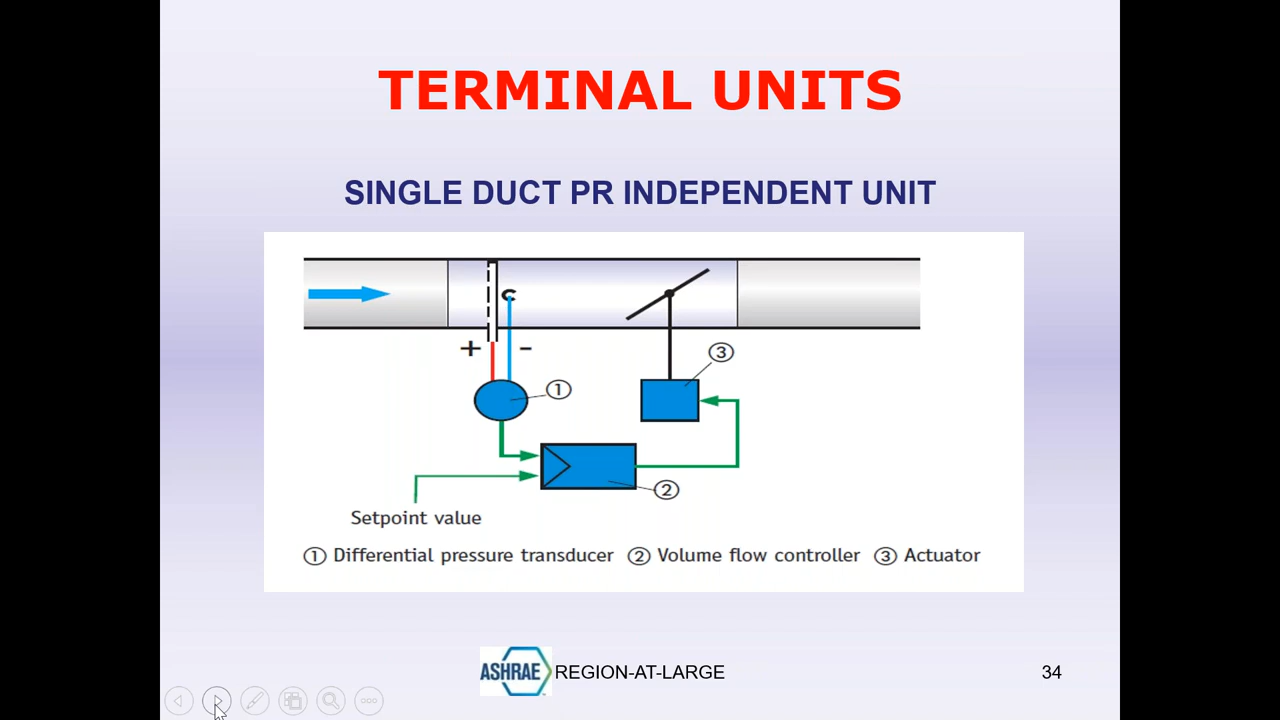 TERMINAL UNITS
SINGLE DUCT PR INDEPENDENT UNIT
+ -
③
①
②
Setpoint value
① Differential pressure transducer ② Volume flow controller ③ Actuator
ASHRAE REGION-AT-LARGE 34